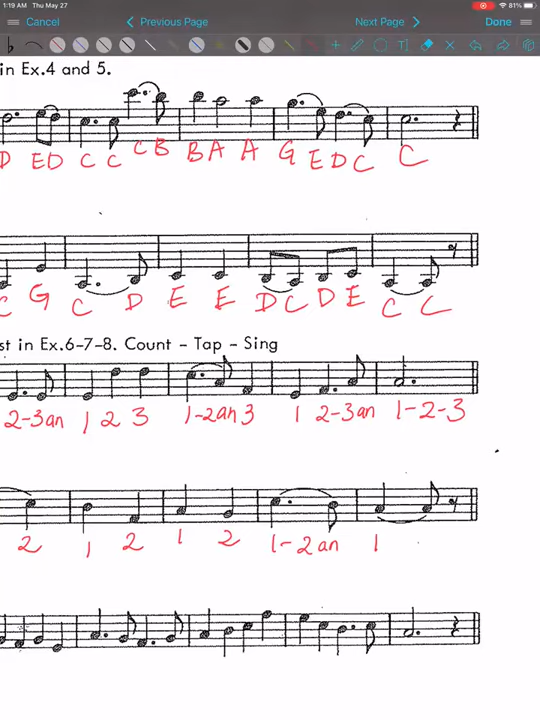 1:19 AM Thu May 27 81%
Cancel Previous Page Next Page Done
T
in Ex.4 and 5.
D ED C C C B B A A G E D C C
C G C D E E D C D E C C
st in Ex.6-7-8. Count - Tap - Sing
2-3an 1 2 3 1-2an 3 1 2-3an 1-2-3
2 1 2 1 2 1-2 an 1